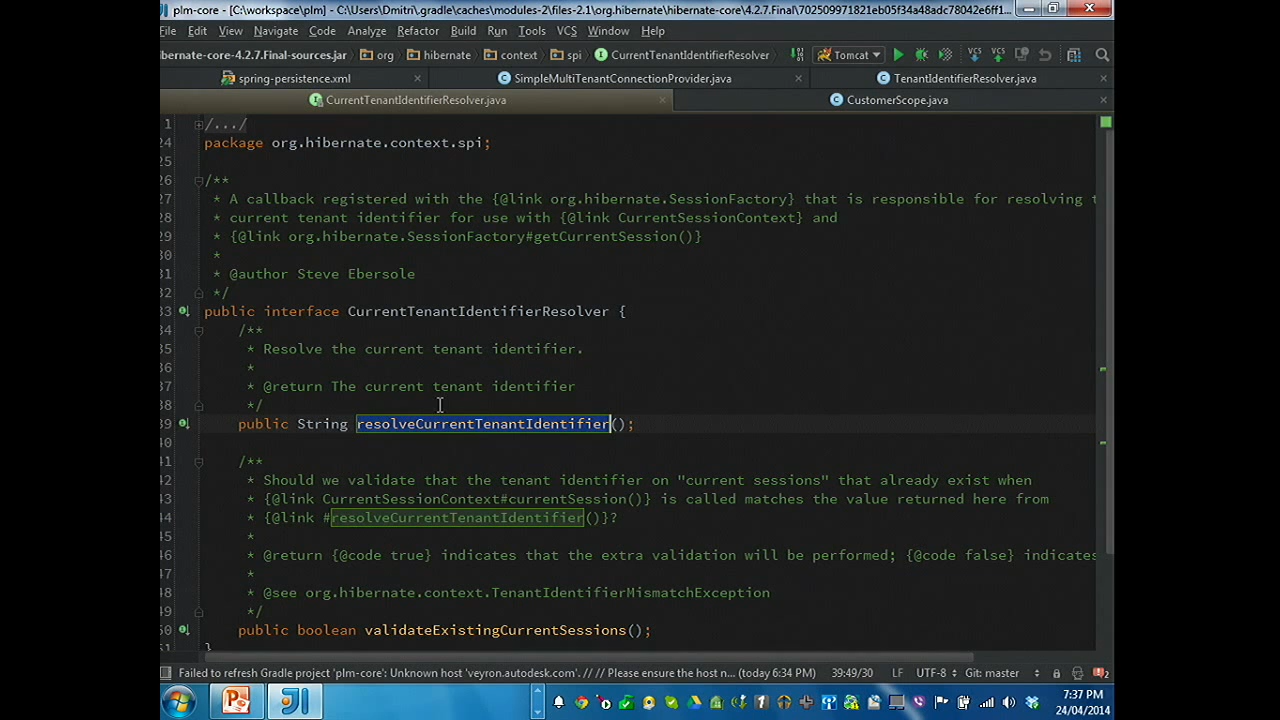 plm-core - [C:\workspace\plm] - C:\Users\Dmitri\.gradle\caches\modules-2\files-2.1\org.hibernate\hibernate-core\4.2.7.Final\702509971821eb05f34a48adc78042e6ff1...
File Edit View Navigate Code Analyze Refactor Build Run Tools VCS Window Help
hibernate-core-4.2.7.Final-sources.jar org hibernate context spi CurrentTenantIdentifierResolver Tomcat
spring-persistence.xml SimpleMultiTenantConnectionProvider.java TenantIdentifierResolver.java
CurrentTenantIdentifierResolver.java CustomerScope.java
1 /.../
24 package org.hibernate.context.spi;
25
26 /**
27 * A callback registered with the {@link org.hibernate.SessionFactory} that is responsible for resolving t
28 * current tenant identifier for use with {@link CurrentSessionContext} and
29 * {@link org.hibernate.SessionFactory#getCurrentSession()}
30 *
31 * @author Steve Ebersole
32 */
33 public interface CurrentTenantIdentifierResolver {
34 /**
35 * Resolve the current tenant identifier.
36 *
37 * @return The current tenant identifier
38 */
39 public String resolveCurrentTenantIdentifier();
40
41 /**
42 * Should we validate that the tenant identifier on "current sessions" that already exist when
43 * {@link CurrentSessionContext#currentSession()} is called matches the value returned here from
44 * {@link #resolveCurrentTenantIdentifier()}?
45 *
46 * @return {@code true} indicates that the extra validation will be performed; {@code false} indicates
47 *
48 * @see org.hibernate.context.TenantIdentifierMismatchException
49 */
50 public boolean validateExistingCurrentSessions();
51 }
Failed to refresh Gradle project 'plm-core': Unknown host 'veyron.autodesk.com'. // // Please ensure the host n... (today 6:34 PM) 39:49/30 LF UTF-8 Git: master
7:37 PM
24/04/2014